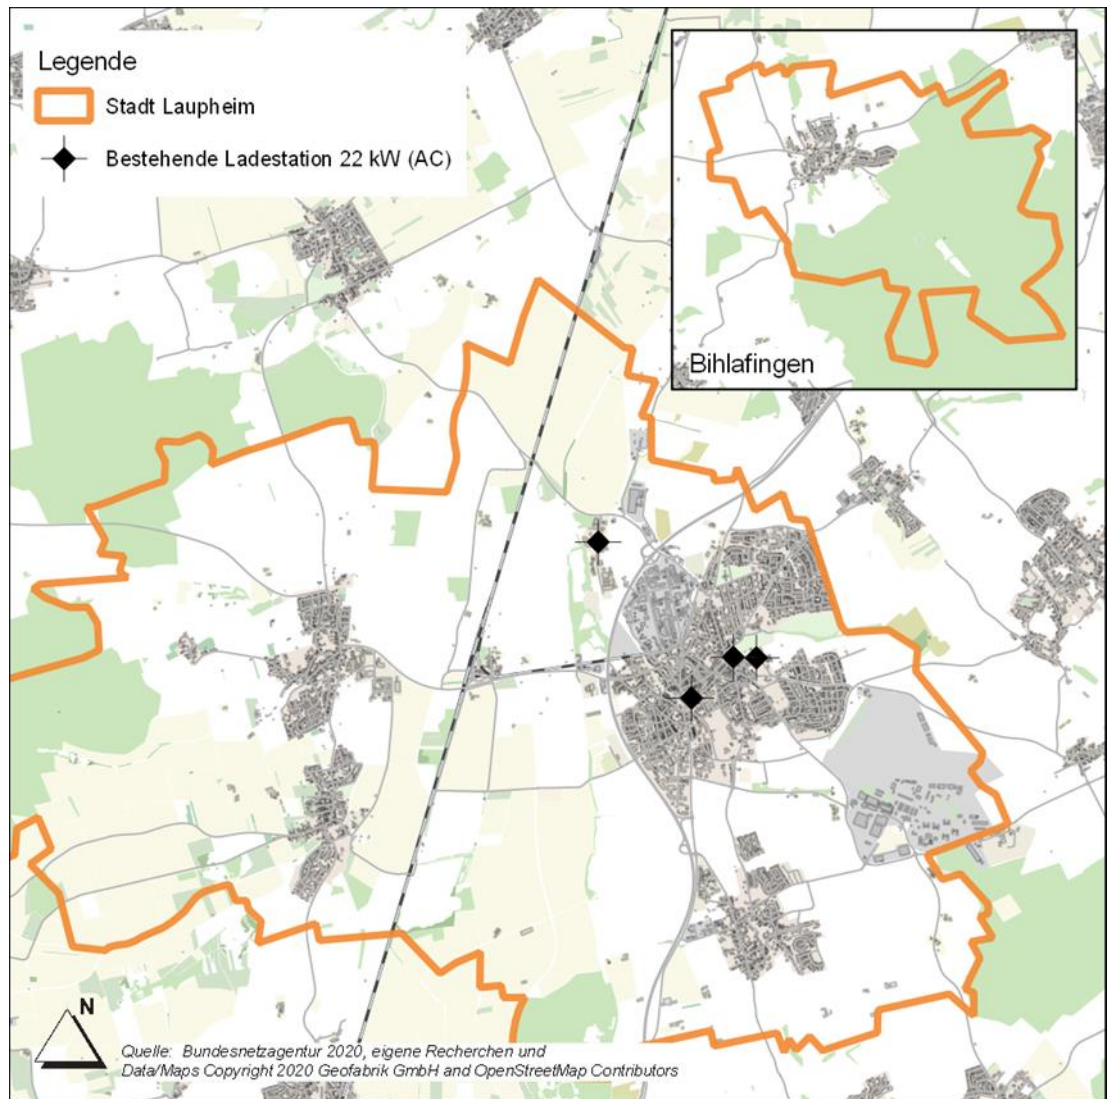 Legende
Stadt Laupheim
Bestehende Ladestation 22 kW (AC)
Bihlafingen
N
Quelle: Bundesnetzagentur 2020, eigene Recherchen und
Data/Maps Copyright 2020 Geofabrik GmbH and OpenStreetMap Contributors